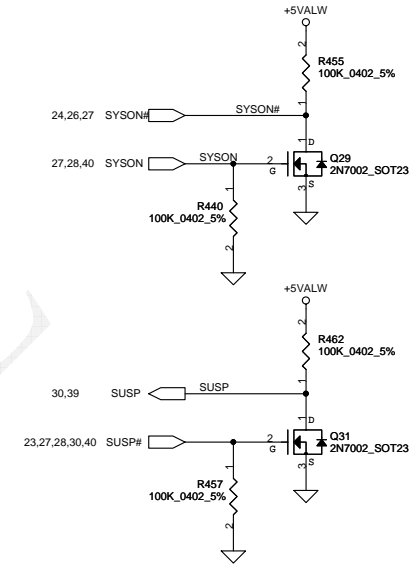 +5VALW
2
R455
100K_0402_5%
1
24,26,27 SYSON# SYSON#
1
D
27,28,40 SYSON SYSON 2
G
Q29
2N7002_SOT23
3 S
1
R440
100K_0402_5%
2
+5VALW
2
R462
100K_0402_5%
1
30,39 SUSP SUSP
1
D
23,27,28,30,40 SUSP# 2
G
Q31
2N7002_SOT23
3 S
1
R457
100K_0402_5%
2